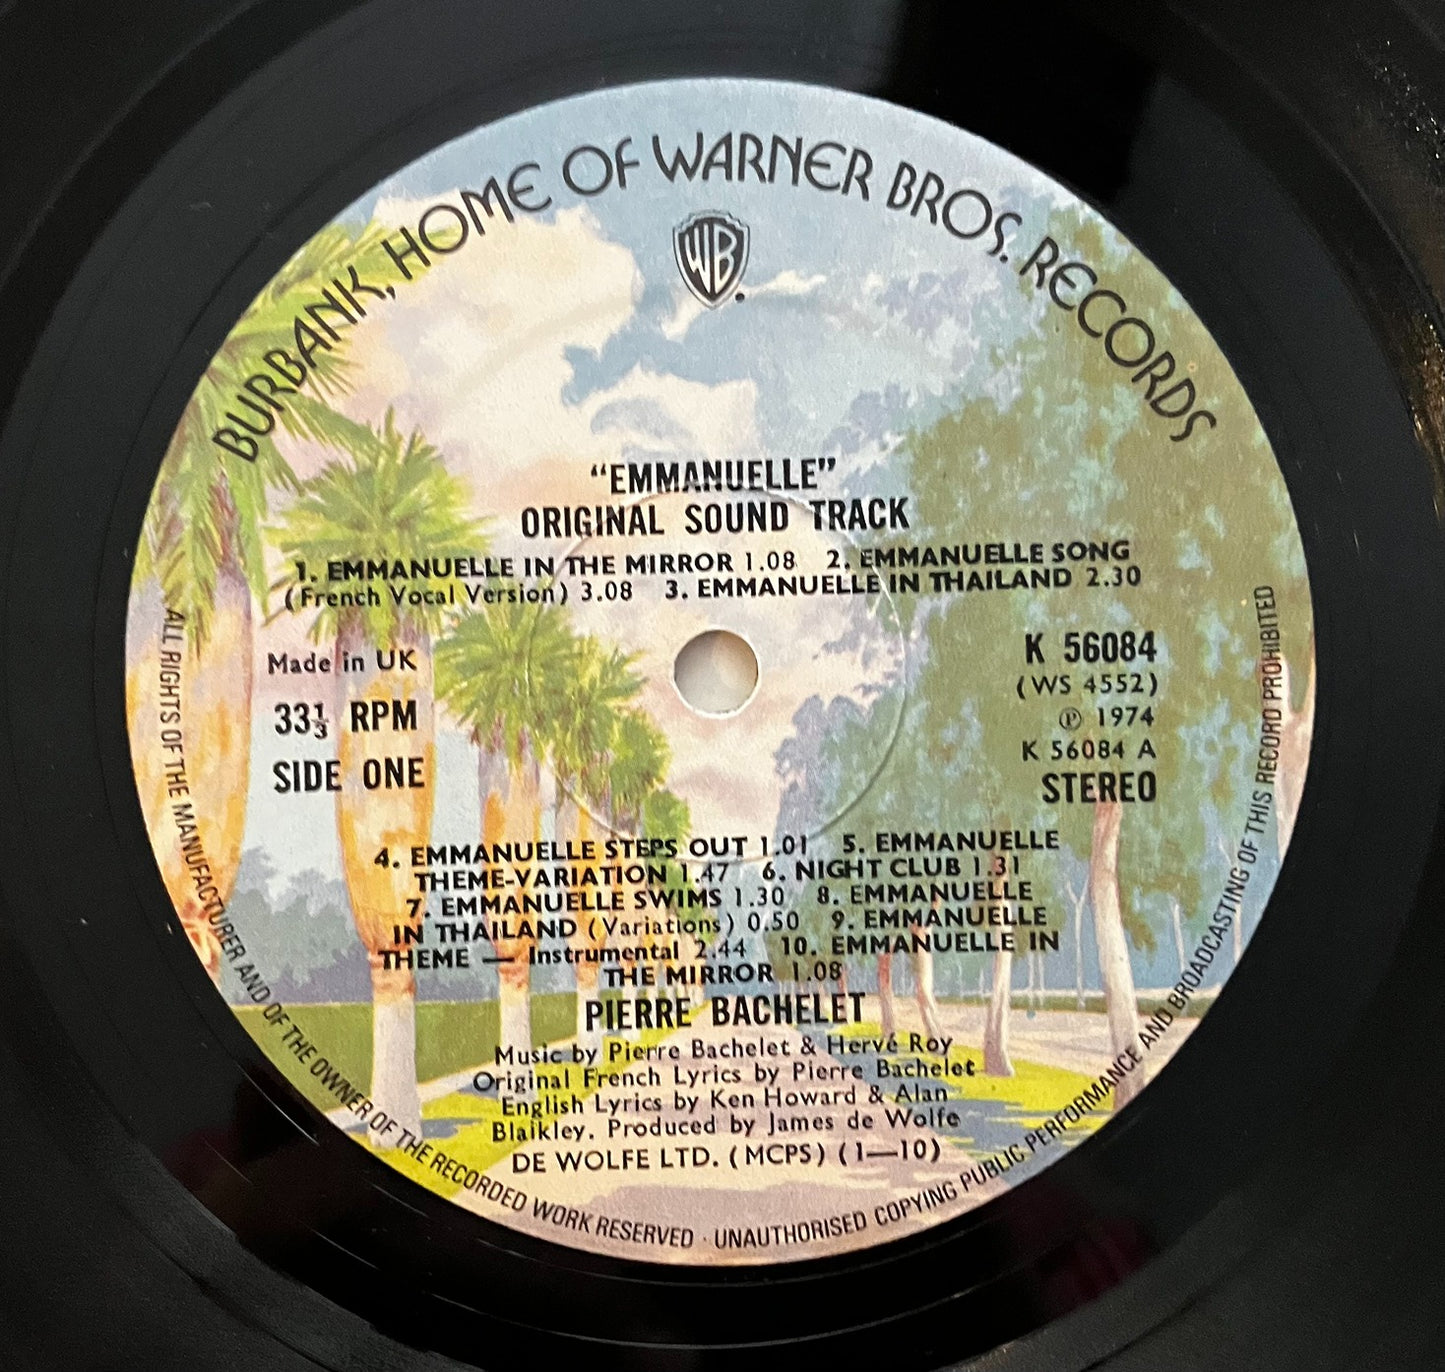 BURBANK, HOME OF WARNER BROS. RECORDS
WB
“EMMANUELLE”
ORIGINAL SOUND TRACK
1. EMMANUELLE IN THE MIRROR 1.08 2. EMMANUELLE SONG
(French Vocal Version) 3.08 3. EMMANUELLE IN THAILAND 2.30
Made in UK
33⅓ RPM
SIDE ONE
K 56084
(WS 4552)
℗ 1974
K 56084 A
STEREO
4. EMMANUELLE STEPS OUT 1.01 5. EMMANUELLE
THEME-VARIATION 1.47 6. NIGHT CLUB 1.31
7. EMMANUELLE SWIMS 1.30 8. EMMANUELLE
IN THAILAND (Variations) 0.50 9. EMMANUELLE
THEME — Instrumental 2.44 10. EMMANUELLE IN
THE MIRROR 1.08
PIERRE BACHELET
Music by Pierre Bachelet & Hervé Roy
Original French Lyrics by Pierre Bachelet
English Lyrics by Ken Howard & Alan
Blaikley. Produced by James de Wolfe
DE WOLFE LTD. (MCPS) (1—10)
ALL RIGHTS OF THE MANUFACTURER AND OF THE OWNER OF THE RECORDED WORK RESERVED · UNAUTHORISED COPYING PUBLIC PERFORMANCE AND BROADCASTING OF THIS RECORD PROHIBITED